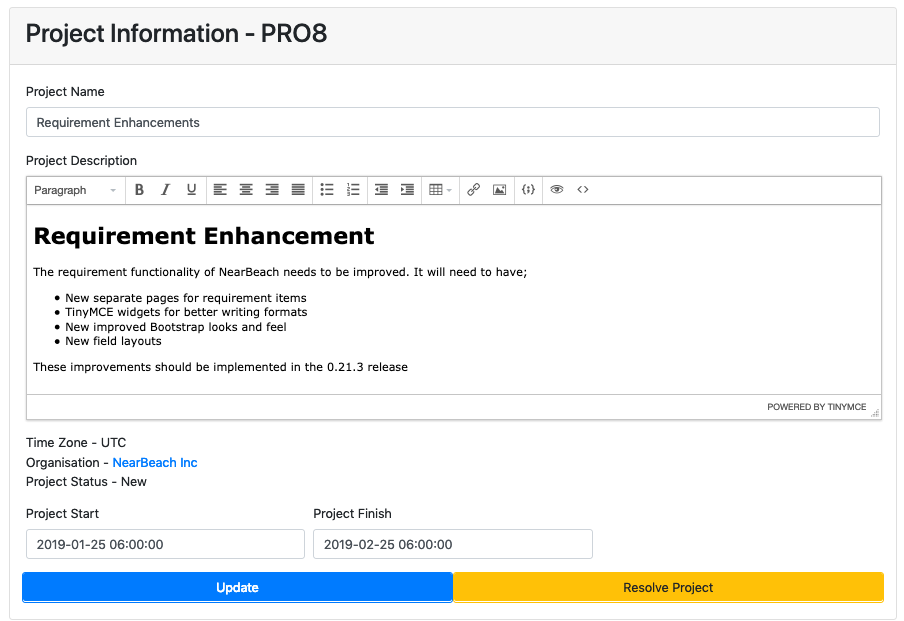 Project Information - PRO8
Project Name
Requirement Enhancements
Project Description
Paragraph B I U
Requirement Enhancement
The requirement functionality of NearBeach needs to be improved. It will need to have;
• New separate pages for requirement items
• TinyMCE widgets for better writing formats
• New improved Bootstrap looks and feel
• New field layouts
These improvements should be implemented in the 0.21.3 release
POWERED BY TINYMCE
Time Zone - UTC
Organisation - NearBeach Inc
Project Status - New
Project Start Project Finish
2019-01-25 06:00:00 2019-02-25 06:00:00
Update Resolve Project